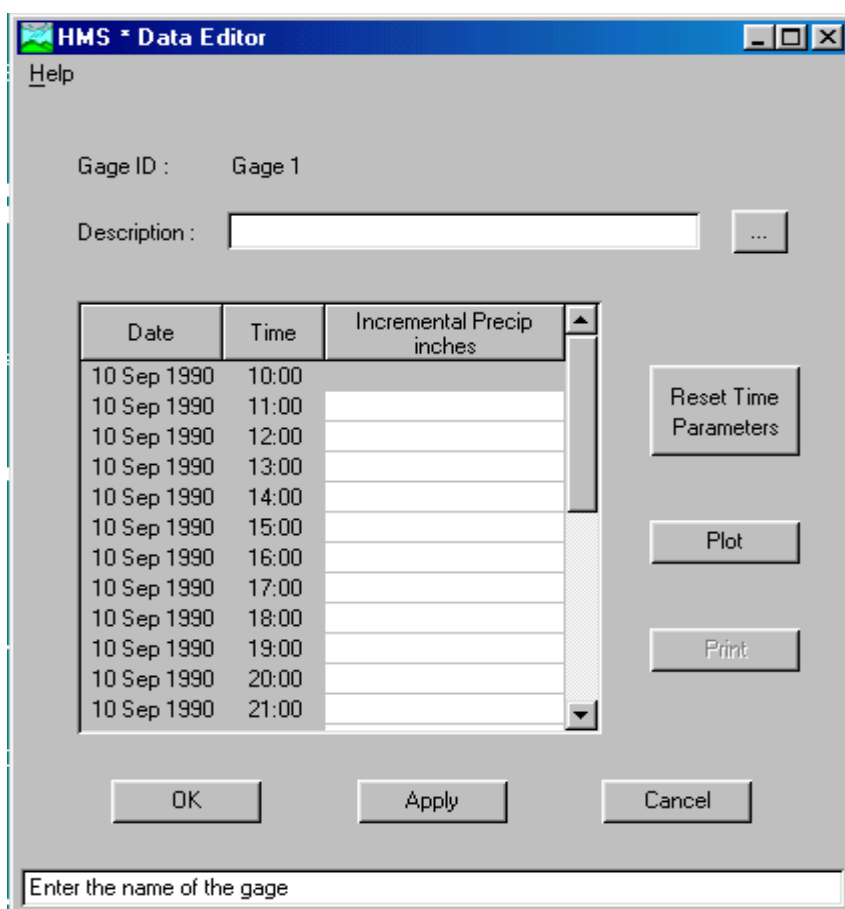 HMS * Data Editor
Help
Gage ID : Gage 1
Description : ...
Date Time Incremental Precip inches
10 Sep 1990 10:00
10 Sep 1990 11:00
10 Sep 1990 12:00
10 Sep 1990 13:00
10 Sep 1990 14:00
10 Sep 1990 15:00
10 Sep 1990 16:00
10 Sep 1990 17:00
10 Sep 1990 18:00
10 Sep 1990 19:00
10 Sep 1990 20:00
10 Sep 1990 21:00
Reset Time
Parameters
Plot
Print
OK Apply Cancel
Enter the name of the gage